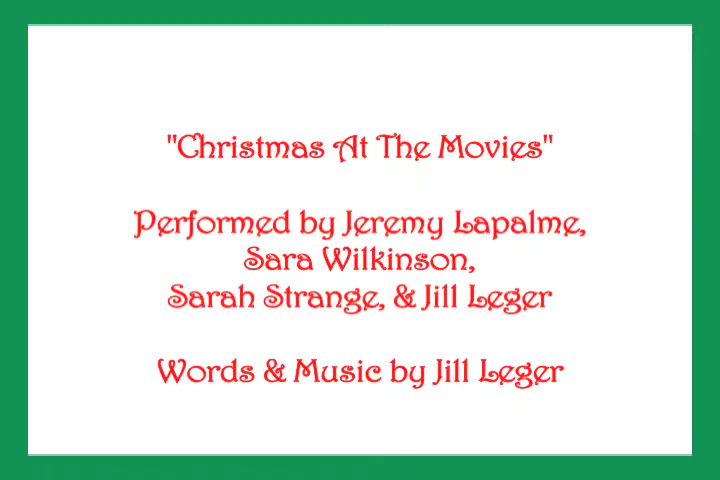 "Christmas At The Movies"
Performed by Jeremy Lapalme,
Sara Wilkinson,
Sarah Strange, & Jill Leger
Words & Music by Jill Leger